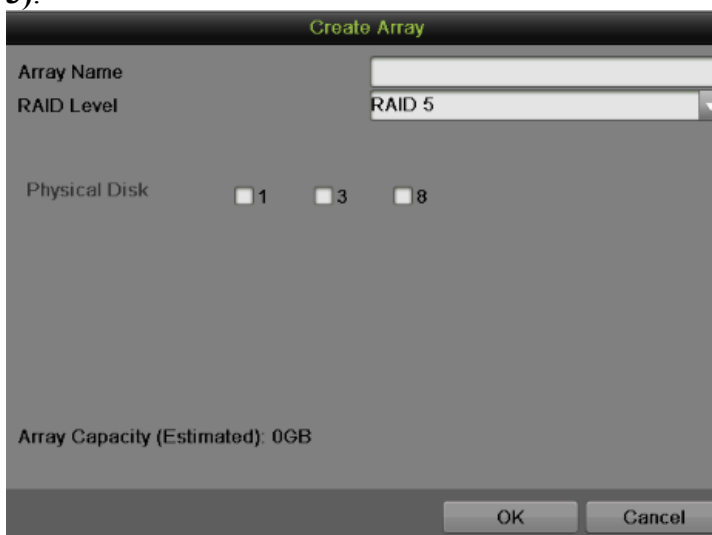 5).
Create Array
Array Name
RAID Level RAID 5
Physical Disk 1 3 8
Array Capacity (Estimated): 0GB
OK Cancel